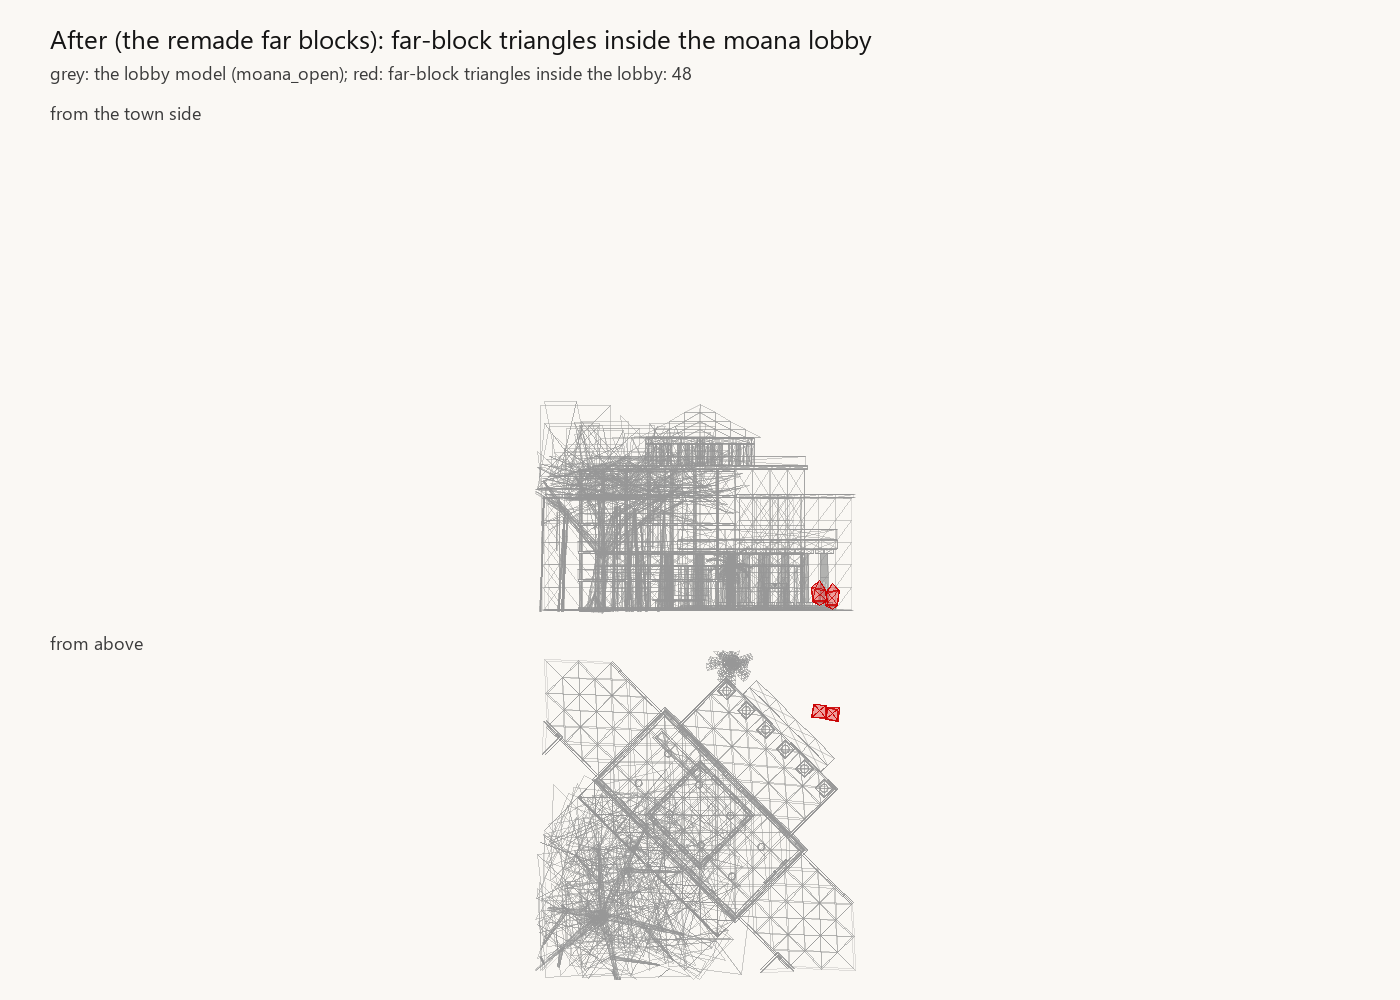 After (the remade far blocks): far-block triangles inside the moana lobby
grey: the lobby model (moana_open); red: far-block triangles inside the lobby: 48
from the town side
from above